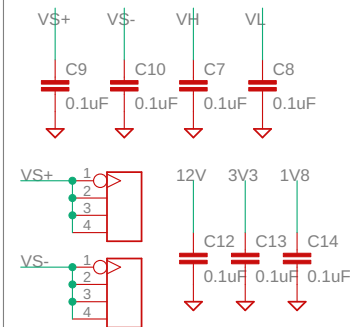 VS+ VS- VH VL
C9 C10 C7 C8
0.1uF 0.1uF 0.1uF 0.1uF
VS+ 1
2
3
4
12V 3V3 1V8
VS- 1
2
3
4
C12 C13 C14
0.1uF 0.1uF 0.1uF